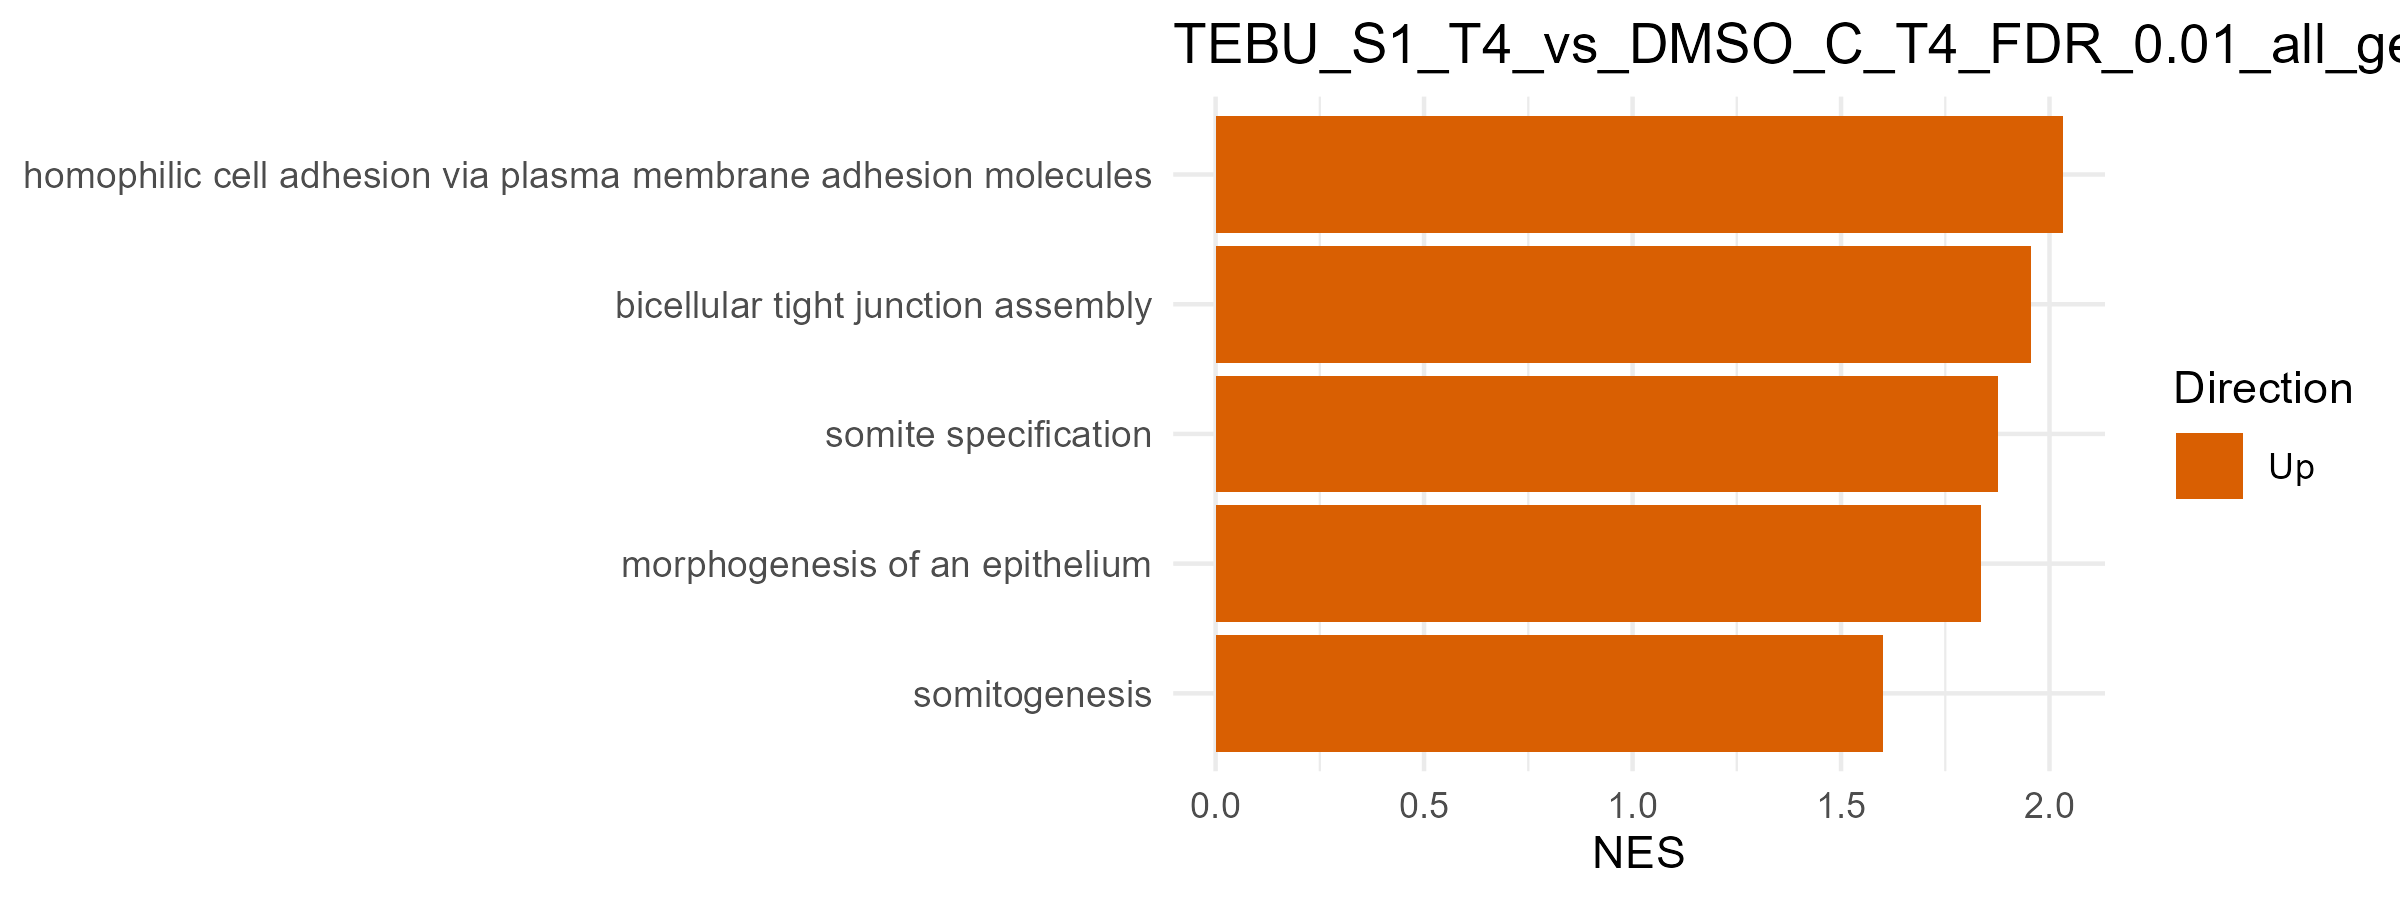 TEBU_S1_T4_vs_DMSO_C_T4_FDR_0.01_all_ge
homophilic cell adhesion via plasma membrane adhesion molecules
bicellular tight junction assembly
somite specification
morphogenesis of an epithelium
somitogenesis
0.0 0.5 1.0 1.5 2.0
NES
Direction
Up